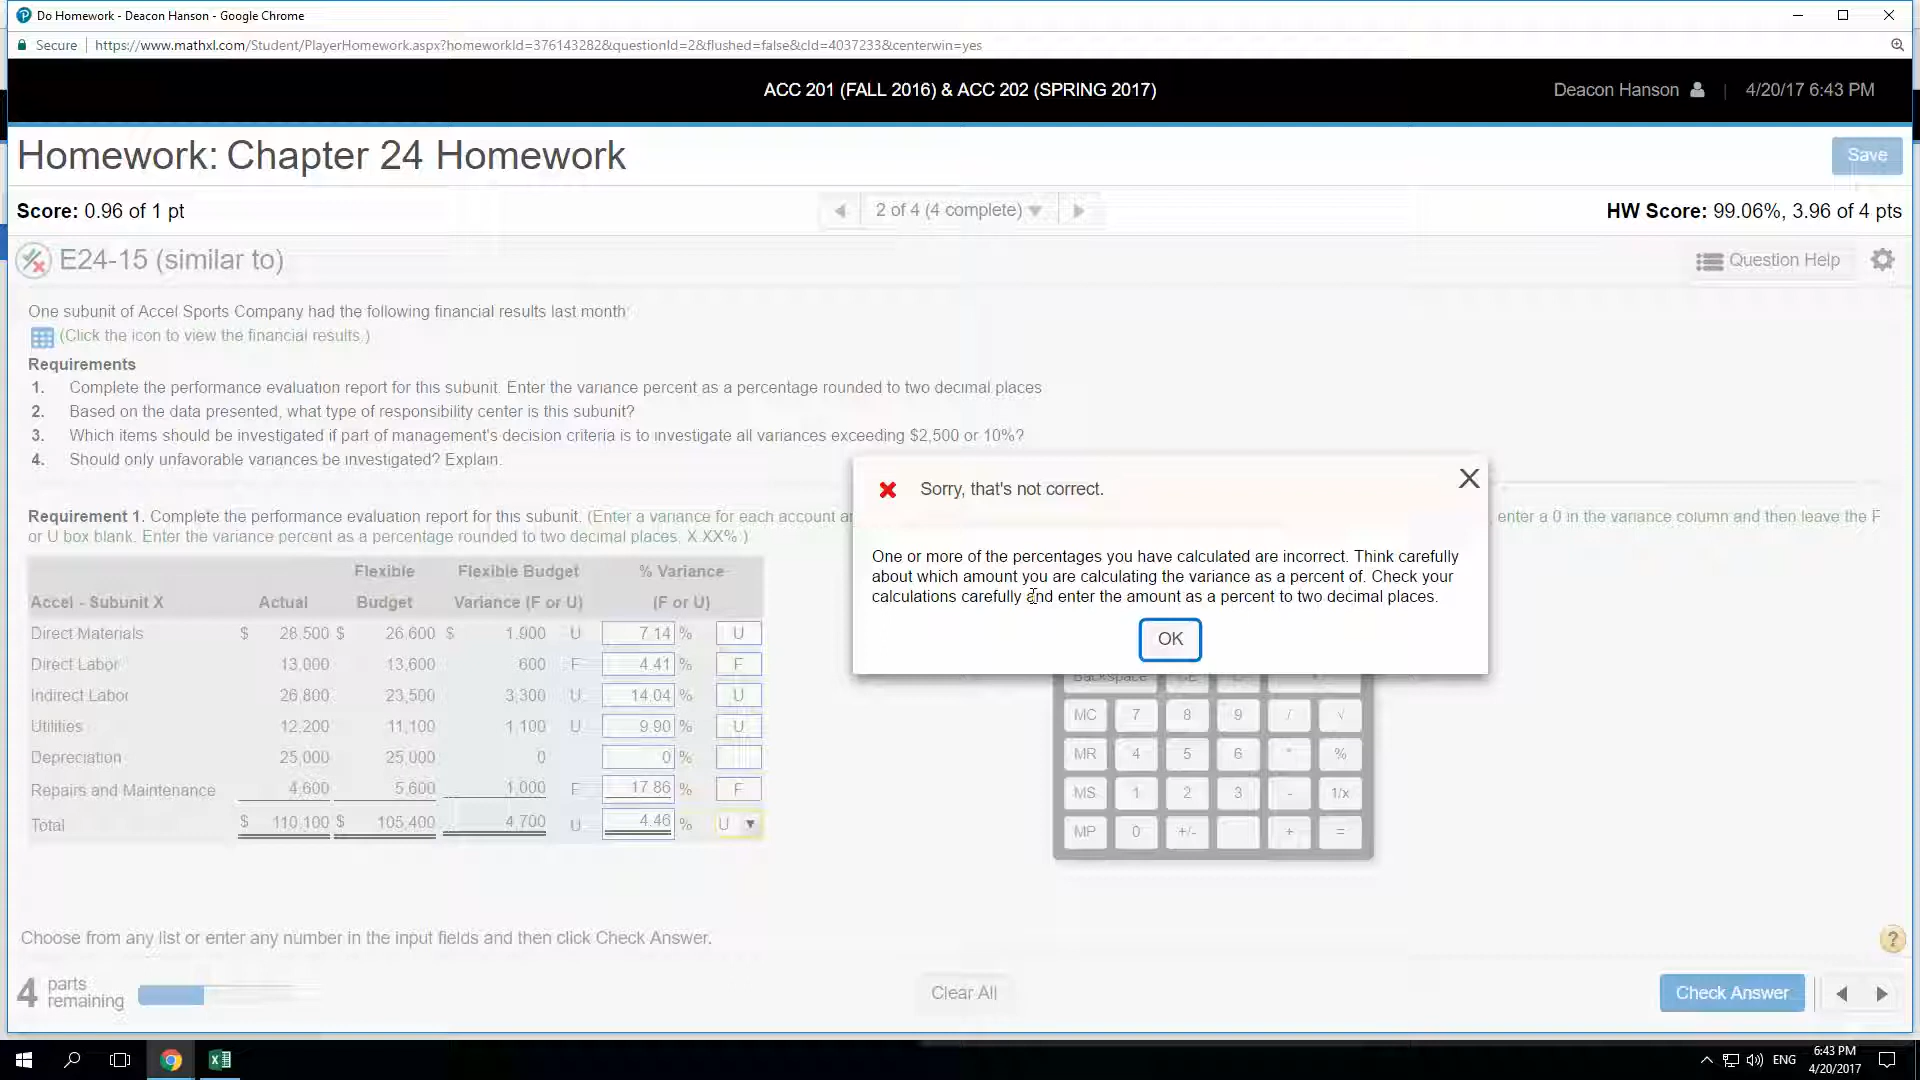 Do Homework - Deacon Hanson - Google Chrome
Secure https://www.mathxl.com/Student/PlayerHomework.aspx?homeworkId=376143282&questionId=2&flushed=false&cId=4037233&centerwin=yes
ACC 201 (FALL 2016) & ACC 202 (SPRING 2017)
Deacon Hanson 4/20/17 6:43 PM
Homework: Chapter 24 Homework
Save
Score: 0.96 of 1 pt
2 of 4 (4 complete)
HW Score: 99.06%, 3.96 of 4 pts
E24-15 (similar to)
Question Help
One subunit of Accel Sports Company had the following financial results last month:
(Click the icon to view the financial results.)
Requirements
1. Complete the performance evaluation report for this subunit. Enter the variance percent as a percentage rounded to two decimal places
2. Based on the data presented, what type of responsibility center is this subunit?
3. Which items should be investigated if part of management's decision criteria is to investigate all variances exceeding $2,500 or 10%?
4. Should only unfavorable variances be investigated? Explain.
Requirement 1. Complete the performance evaluation report for this subunit. (Enter a variance for each account enter a 0 in the variance column and then leave the F
or U box blank. Enter the variance percent as a percentage rounded to two decimal places, X.XX%.)
Flexible Flexible Budget % Variance
Accel - Subunit X Actual Budget Variance (F or U) (F or U)
Direct Materials $ 28,500 $ 26,600 $ 1,900 U 7.14 % U
Direct Labor 13,000 13,600 600 F 4.41 % F
Indirect Labor 26,800 23,500 3,300 U 14.04 % U
Utilities 12,200 11,100 1,100 U 9.90 % U
Depreciation 25,000 25,000 0 0 %
Repairs and Maintenance 4,600 5,600 1,000 F 17.86 % F
Total $ 110,100 $ 105,400 4,700 U 4.46 % U
Sorry, that's not correct.
One or more of the percentages you have calculated are incorrect. Think carefully
about which amount you are calculating the variance as a percent of. Check your
calculations carefully and enter the amount as a percent to two decimal places.
OK
Backspace CE
MC 7 8 9 / √
MR 4 5 6 * %
MS 1 2 3 - 1/x
MP 0 +/- + =
Choose from any list or enter any number in the input fields and then click Check Answer.
?
4 parts
remaining
Clear All
Check Answer
ENG
6:43 PM
4/20/2017